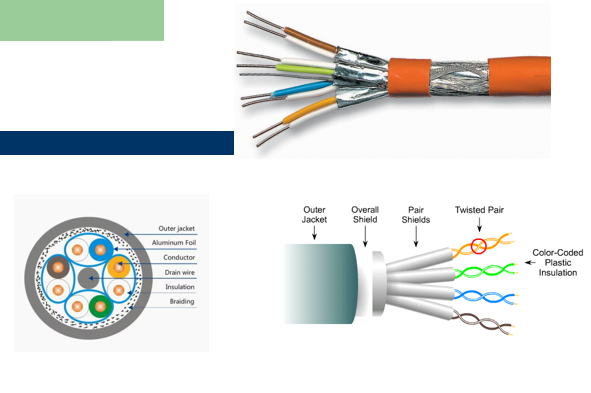 Outer jacket
Aluminum Foil
Conductor
Drain wire
Insulation
Braiding
Outer
Jacket
Overall
Shield
Pair
Shields
Twisted Pair
Color-Coded
Plastic
Insulation